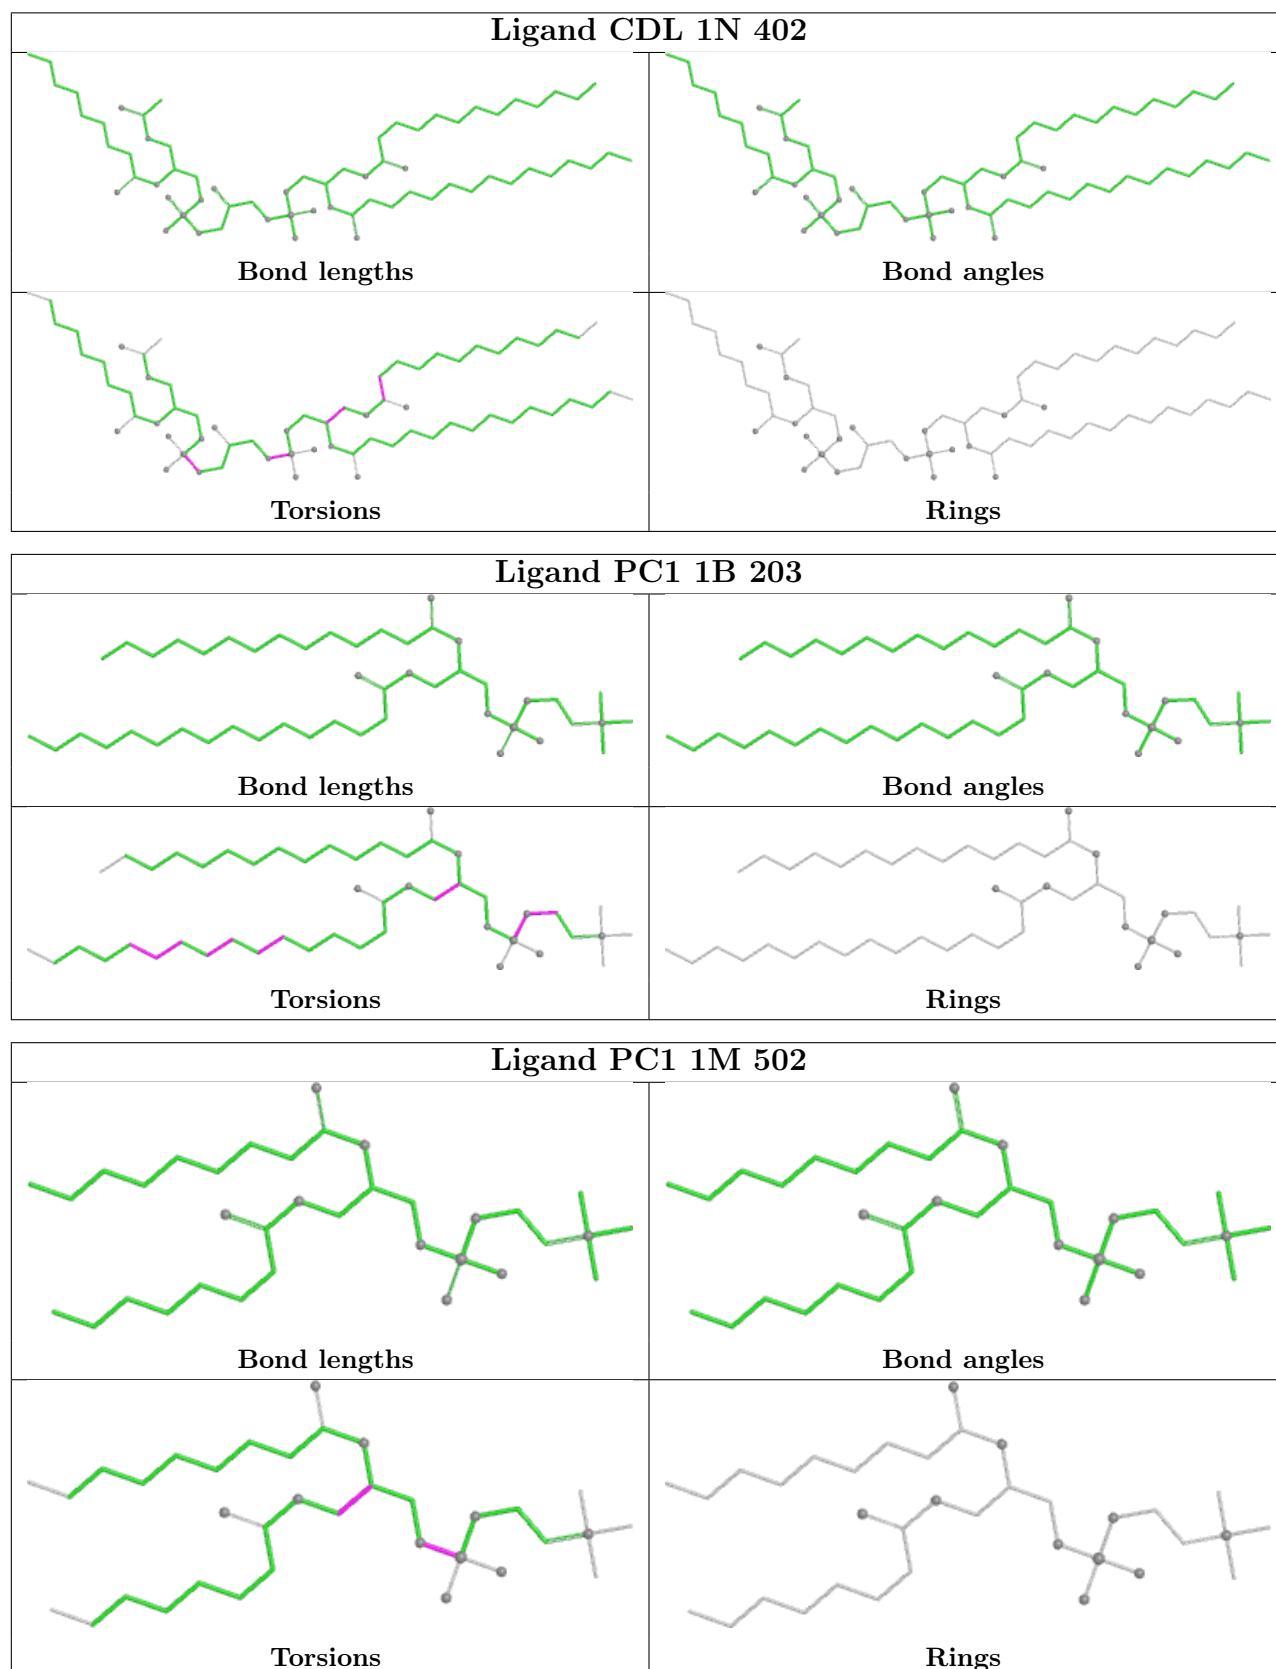 Ligand CDL 1N 402
Bond lengths
Bond angles
Torsions
Rings
Ligand PC1 1B 203
Bond lengths
Bond angles
Torsions
Rings
Ligand PC1 1M 502
Bond lengths
Bond angles
Torsions
Rings